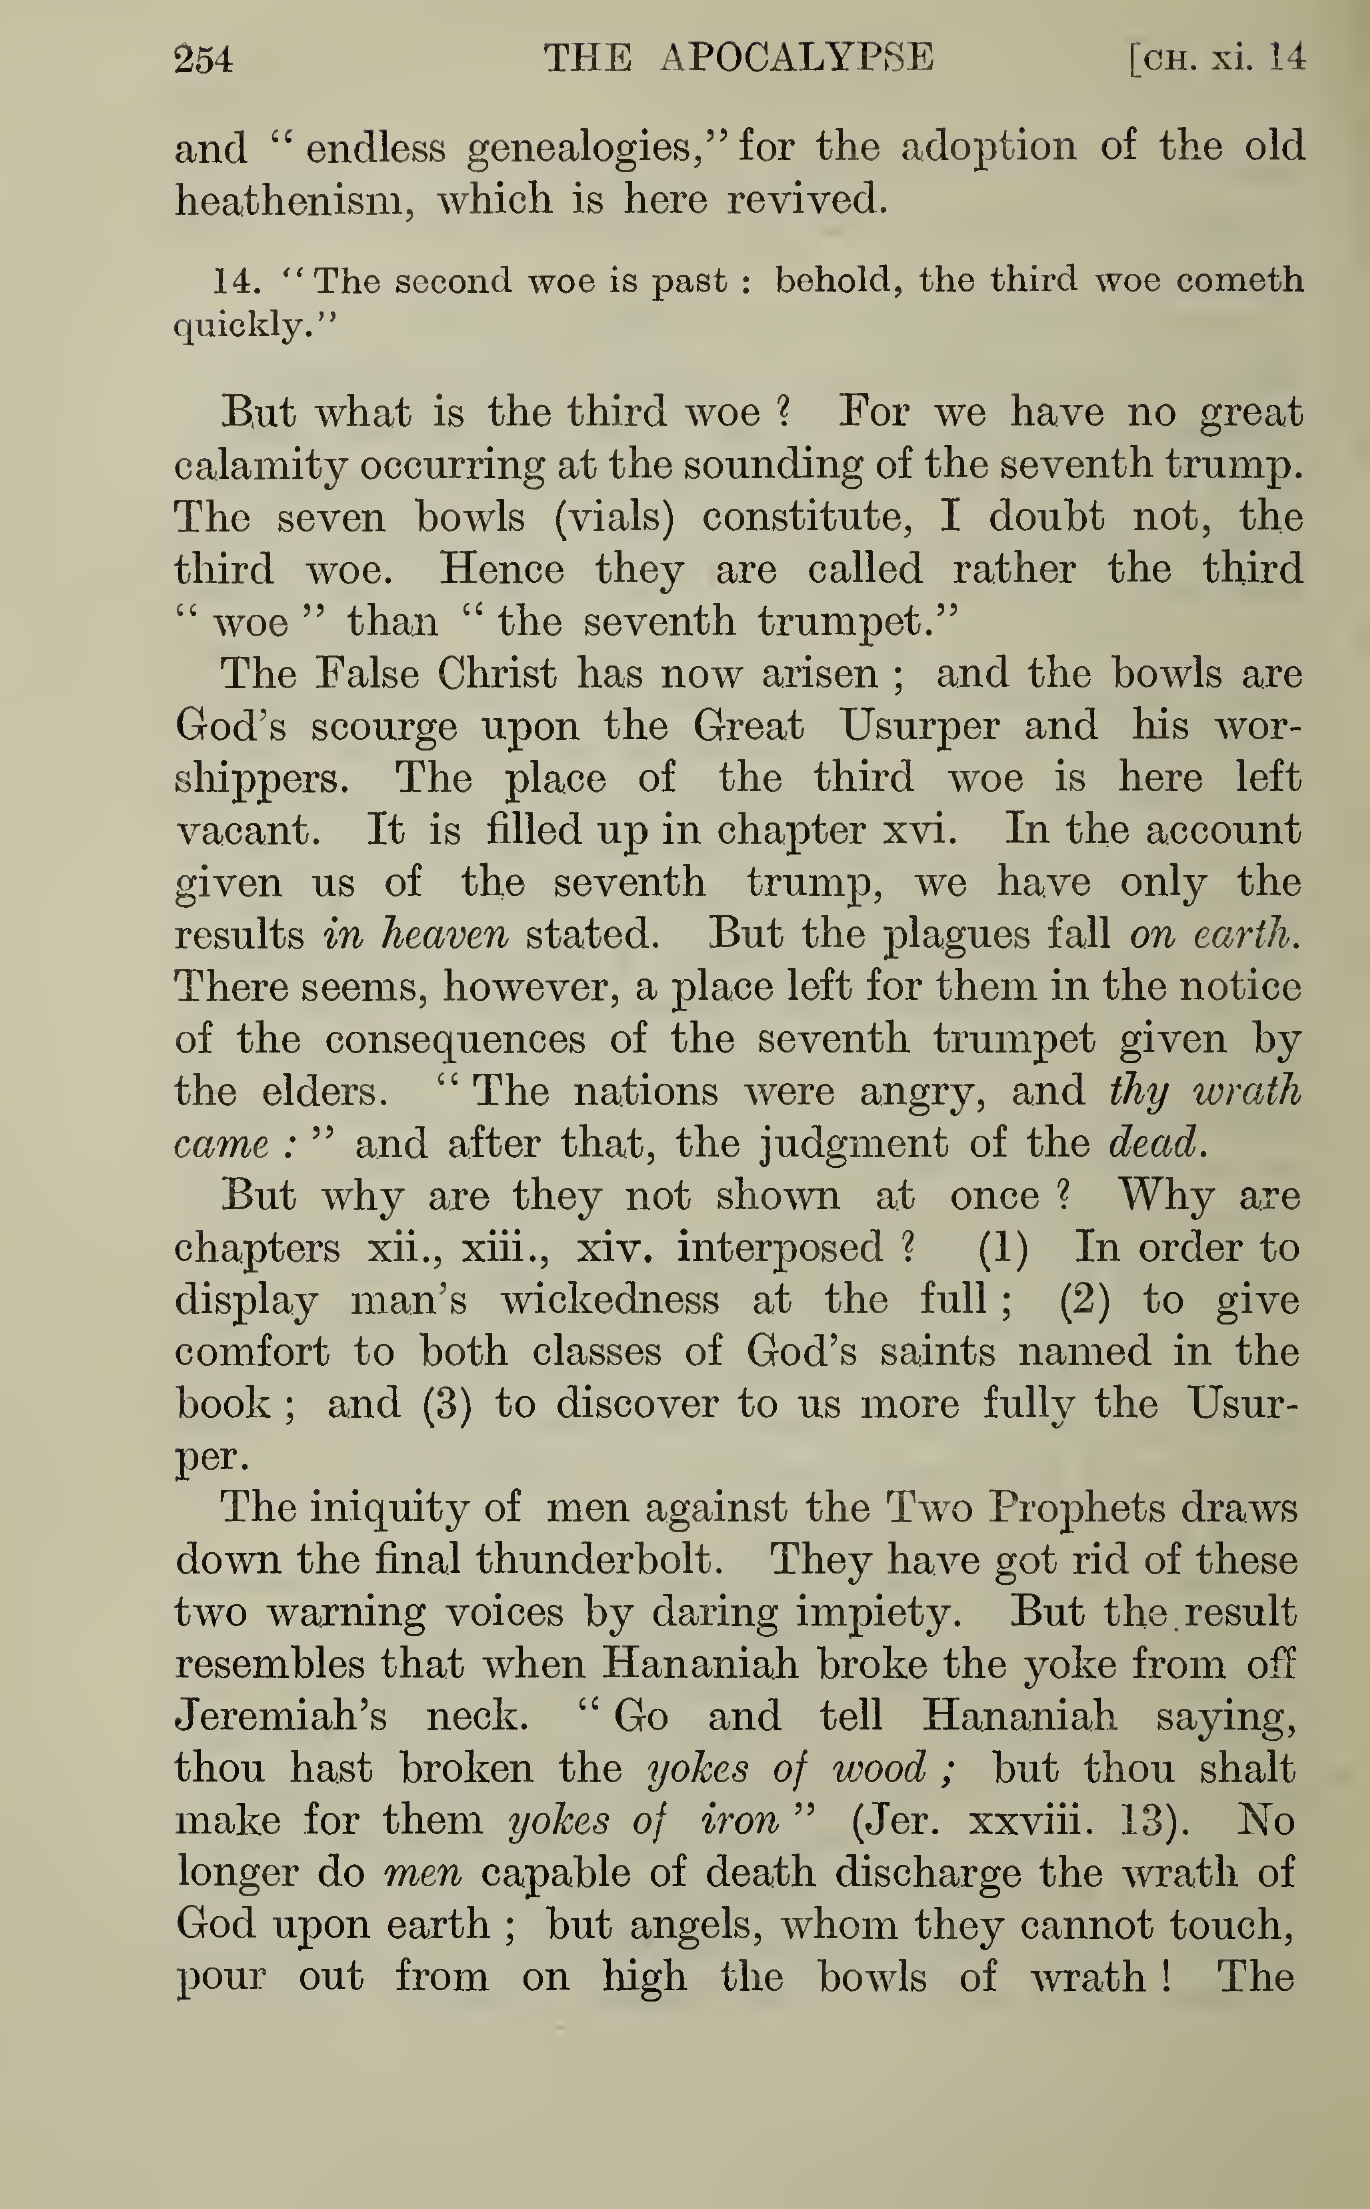 254 THE APOCALYPSE [CH. xi. 14
and “ endless genealogies,” for the adoption of the old
heathenism, which is here revived.
14. “ The second woe is past : behold, the third woe cometh
quickly.”
But what is the third woe ? For we have no great
calamity occurring at the sounding of the seventh trump.
The seven bowls (vials) constitute, I doubt not, the
third woe. Hence they are called rather the third
“ woe ” than “ the seventh trumpet.”
The False Christ has now arisen ; and the bowls are
God’s scourge upon the Great Usurper and his wor-
shippers. The place of the third woe is here left
vacant. It is filled up in chapter xvi. In the account
given us of the seventh trump, we have only the
results in heaven stated. But the plagues fall on earth.
There seems, however, a place left for them in the notice
of the consequences of the seventh trumpet given by
the elders. “ The nations were angry, and thy wrath
came : ” and after that, the judgment of the dead.
But why are they not shown at once ? Why are
chapters xii., xiii., xiv. interposed ? (1) In order to
display man’s wickedness at the full ; (2) to give
comfort to both classes of God’s saints named in the
book ; and (3) to discover to us more fully the Usur-
per.
The iniquity of men against the Two Prophets draws
down the final thunderbolt. They have got rid of these
two warning voices by daring impiety. But the result
resembles that when Hananiah broke the yoke from off
Jeremiah’s neck. “ Go and tell Hananiah saying,
thou hast broken the yokes of wood ; but thou shalt
make for them yokes of iron ” (Jer. xxviii. 13). No
longer do men capable of death discharge the wrath of
God upon earth ; but angels, whom they cannot touch,
pour out from on high the bowls of wrath ! The